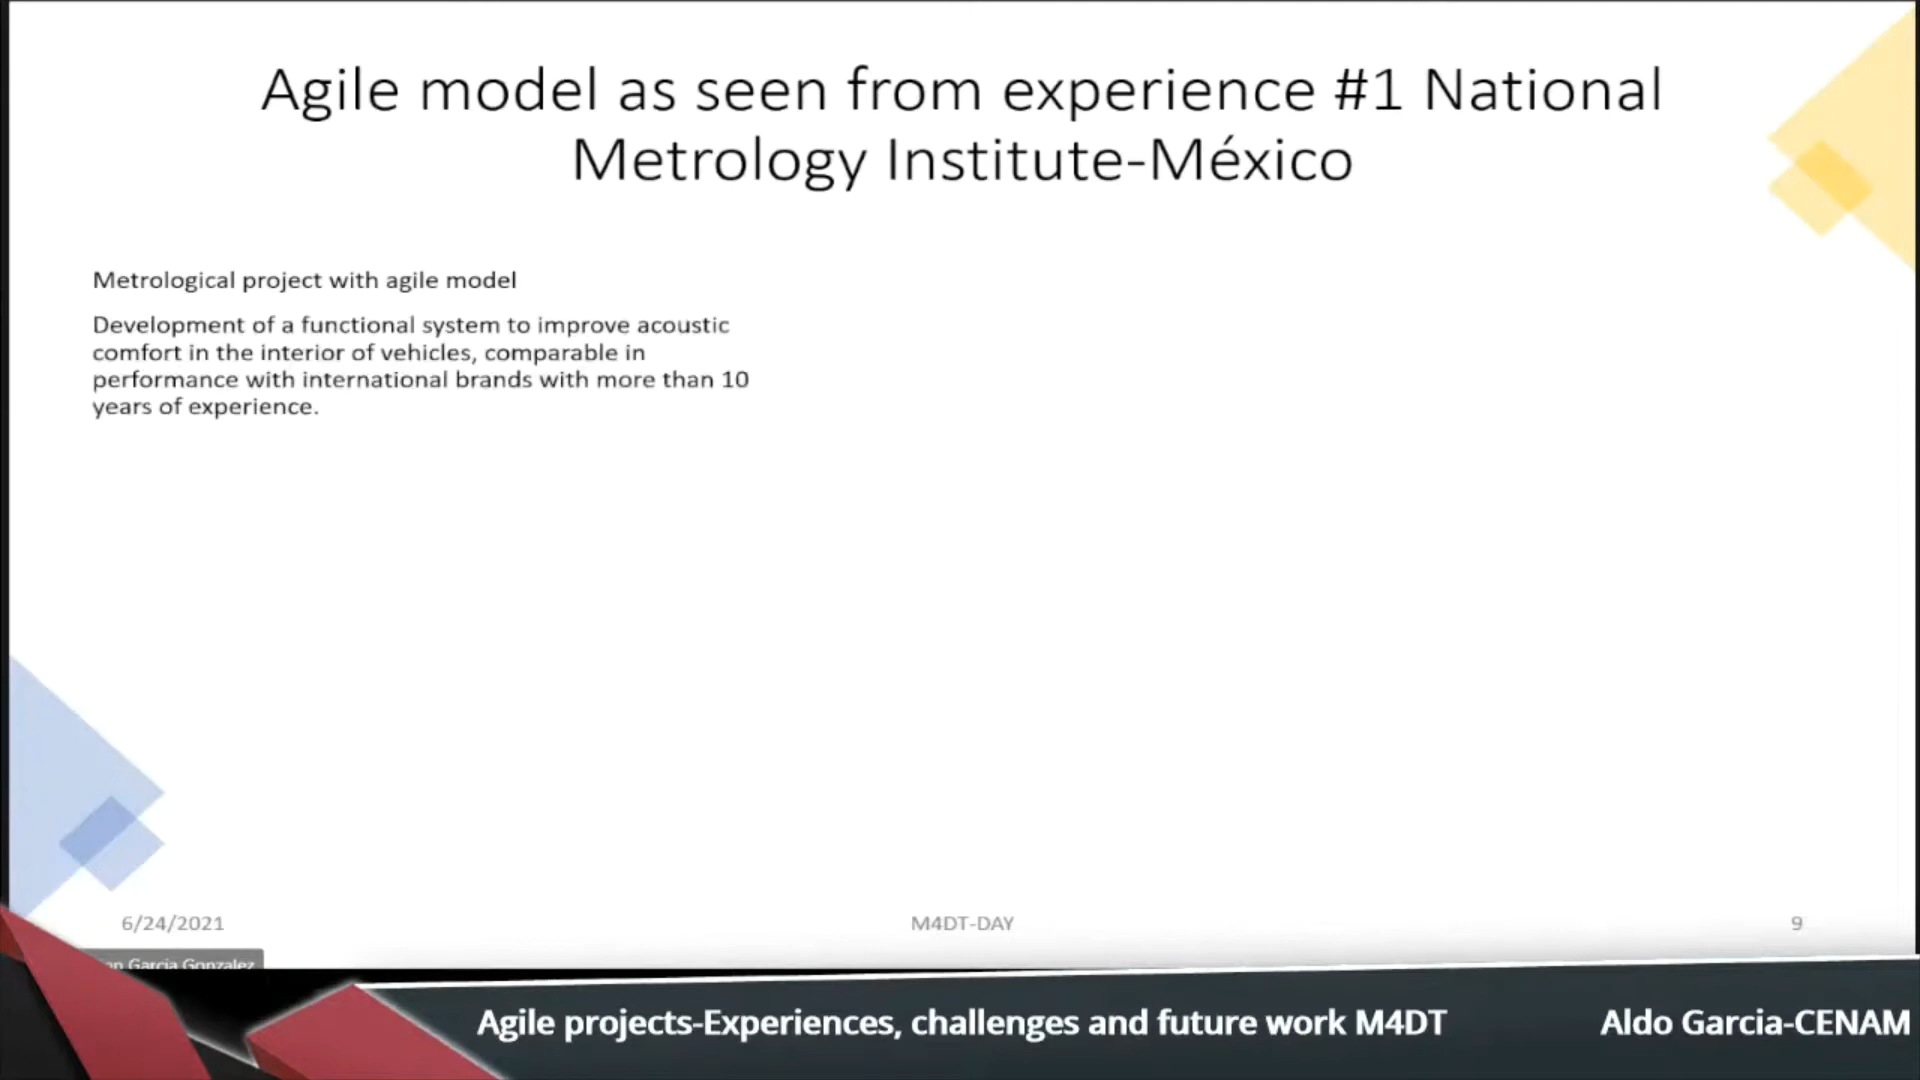 Agile model as seen from experience #1 National
Metrology Institute-México
Metrological project with agile model
Development of a functional system to improve acoustic
comfort in the interior of vehicles, comparable in
performance with international brands with more than 10
years of experience.
6/24/2021
M4DT-DAY
9
Garcia Gonzalez
Agile projects-Experiences, challenges and future work M4DT
Aldo Garcia-CENAM